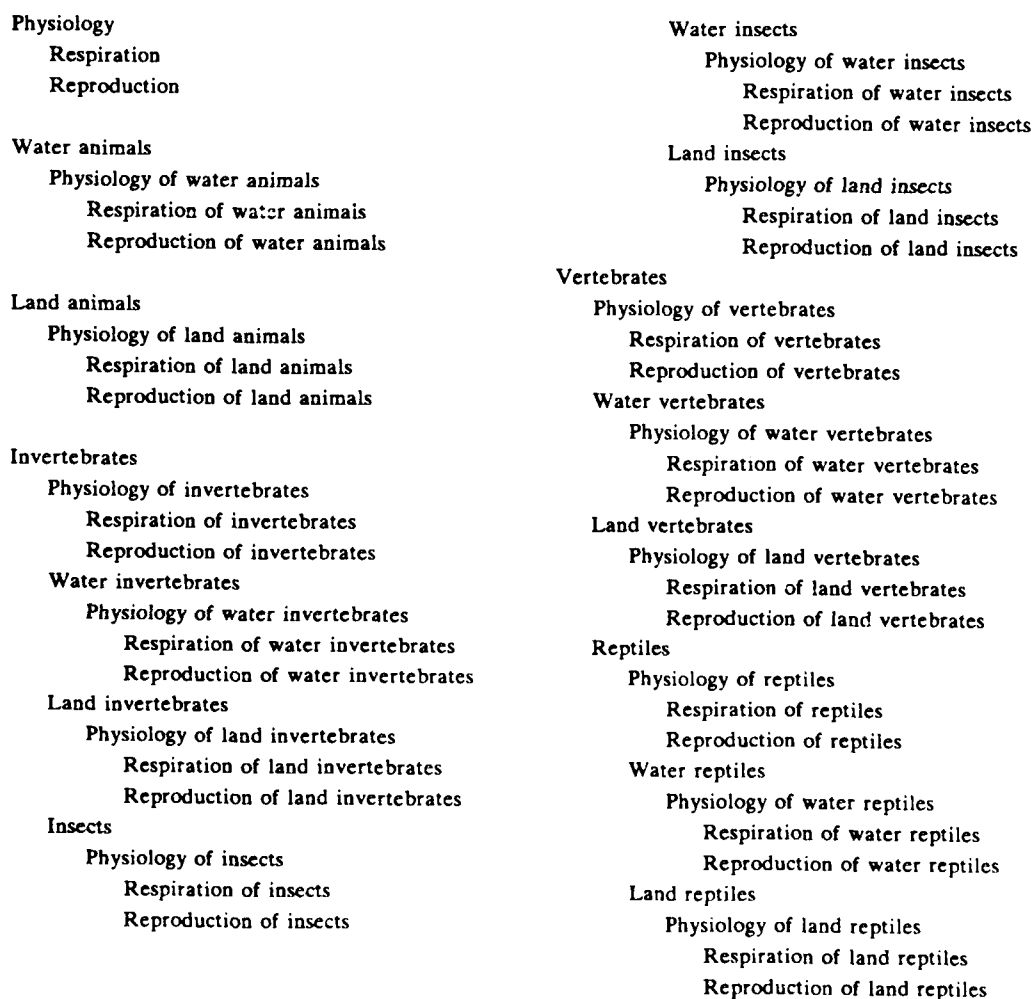 Physiology
Respiration
Reproduction
Water animals
Physiology of water animals
Respiration of water animals
Reproduction of water animals
Land animals
Physiology of land animals
Respiration of land animals
Reproduction of land animals
Invertebrates
Physiology of invertebrates
Respiration of invertebrates
Reproduction of invertebrates
Water invertebrates
Physiology of water invertebrates
Respiration of water invertebrates
Reproduction of water invertebrates
Land invertebrates
Physiology of land invertebrates
Respiration of land invertebrates
Reproduction of land invertebrates
Insects
Physiology of insects
Respiration of insects
Reproduction of insects
Water insects
Physiology of water insects
Respiration of water insects
Reproduction of water insects
Land insects
Physiology of land insects
Respiration of land insects
Reproduction of land insects
Vertebrates
Physiology of vertebrates
Respiration of vertebrates
Reproduction of vertebrates
Water vertebrates
Physiology of water vertebrates
Respiration of water vertebrates
Reproduction of water vertebrates
Land vertebrates
Physiology of land vertebrates
Respiration of land vertebrates
Reproduction of land vertebrates
Reptiles
Physiology of reptiles
Respiration of reptiles
Reproduction of reptiles
Water reptiles
Physiology of water reptiles
Respiration of water reptiles
Reproduction of water reptiles
Land reptiles
Physiology of land reptiles
Respiration of land reptiles
Reproduction of land reptiles